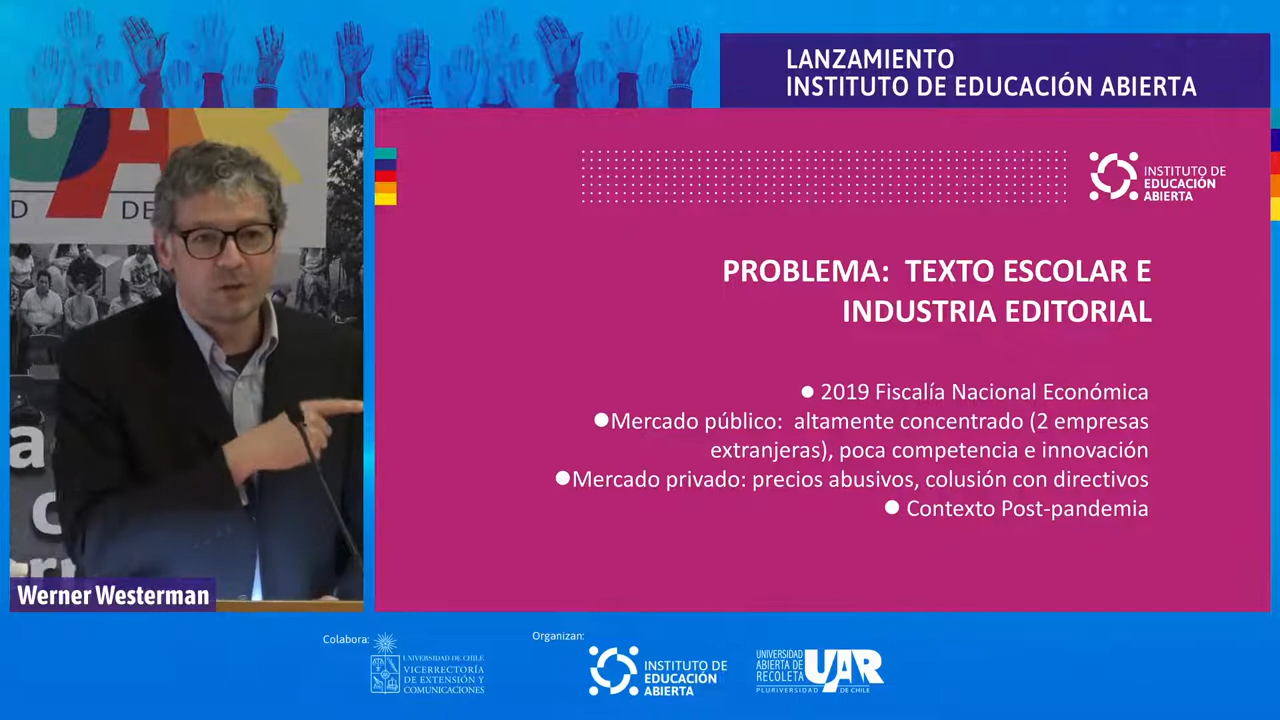 LANZAMIENTO
INSTITUTO DE EDUCACIÓN ABIERTA
INSTITUTO DE
EDUCACIÓN
ABIERTA
PROBLEMA: TEXTO ESCOLAR E
INDUSTRIA EDITORIAL
● 2019 Fiscalía Nacional Económica
●Mercado público: altamente concentrado (2 empresas
extranjeras), poca competencia e innovación
●Mercado privado: precios abusivos, colusión con directivos
● Contexto Post-pandemia
DE
Werner Westerman
Colabora:
UNIVERSIDAD DE CHILE
VICERRECTORÍA
DE EXTENSIÓN Y
COMUNICACIONES
Organizan:
INSTITUTO DE
EDUCACIÓN
ABIERTA
UNIVERSIDAD
ABIERTA DE
RECOLETA
UAR
PLURIVERSIDAD DE CHILE